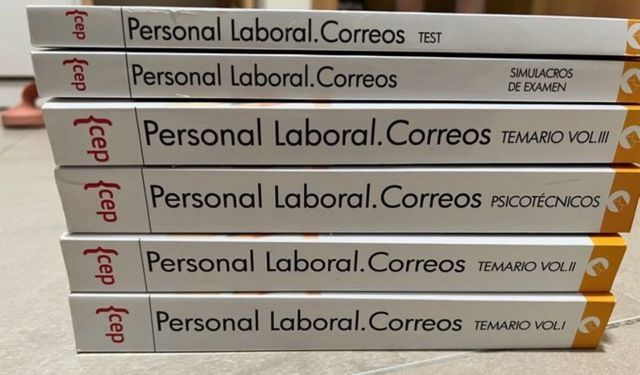 {cep Personal Laboral.Correos TEST
{cep Personal Laboral.Correos SIMULACROS
DE EXAMEN
{cep Personal Laboral.Correos TEMARIO VOL.III
{cep Personal Laboral.Correos PSICOTÉCNICOS
{cep Personal Laboral.Correos TEMARIO VOL.II
{cep Personal Laboral.Correos TEMARIO VOL.I